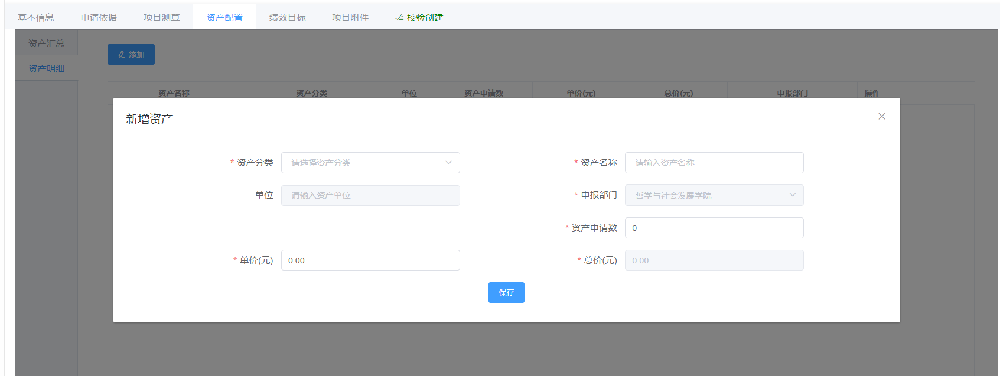 基本信息 申请依据 项目测算 资产配置 绩效目标 项目附件 校验创建
资产汇总
添加
资产明细
资产名称 资产分类 单位 资产申请数 单价(元) 总价(元) 申报部门 操作
新增资产
* 资产分类 请选择资产分类 * 资产名称 请输入资产名称
单位 请输入资产单位 * 申报部门 哲学与社会发展学院
* 资产申请数 0
* 单价(元) 0.00 * 总价(元) 0.00
保存